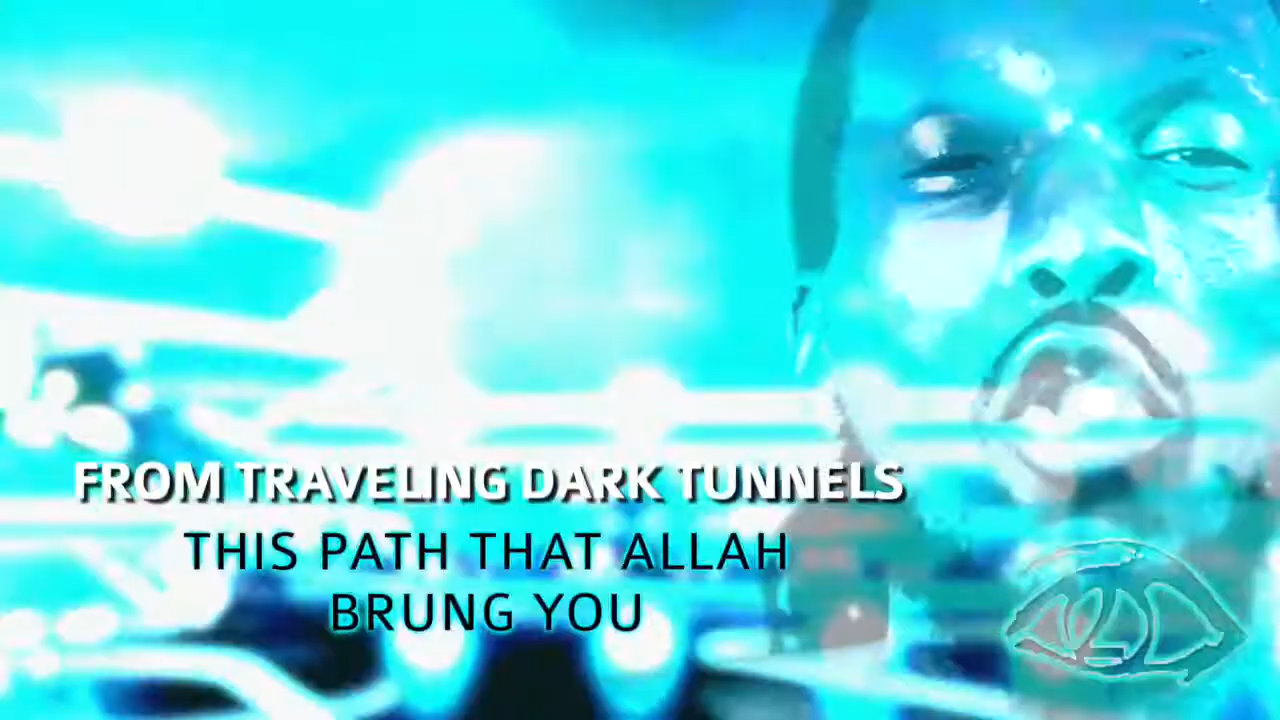 FROM TRAVELING DARK TUNNELS
THIS PATH THAT ALLAH
BRUNG YOU